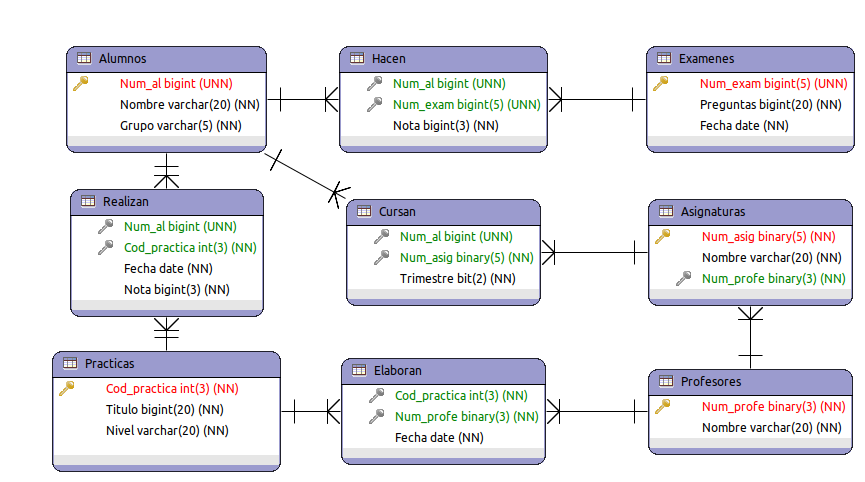 Alumnos
Num_al bigint (UNN)
Nombre varchar(20) (NN)
Grupo varchar(5) (NN)
Hacen
Num_al bigint (UNN)
Num_exam bigint(5) (UNN)
Nota bigint(3) (NN)
Examenes
Num_exam bigint(5) (UNN)
Preguntas bigint(20) (NN)
Fecha date (NN)
Realizan
Num_al bigint (UNN)
Cod_practica int(3) (NN)
Fecha date (NN)
Nota bigint(3) (NN)
Cursan
Num_al bigint (UNN)
Num_asig binary(5) (NN)
Trimestre bit(2) (NN)
Asignaturas
Num_asig binary(5) (NN)
Nombre varchar(20) (NN)
Num_profe binary(3) (NN)
Practicas
Cod_practica int(3) (NN)
Titulo bigint(20) (NN)
Nivel varchar(20) (NN)
Elaboran
Cod_practica int(3) (NN)
Num_profe binary(3) (NN)
Fecha date (NN)
Profesores
Num_profe binary(3) (NN)
Nombre varchar(20) (NN)